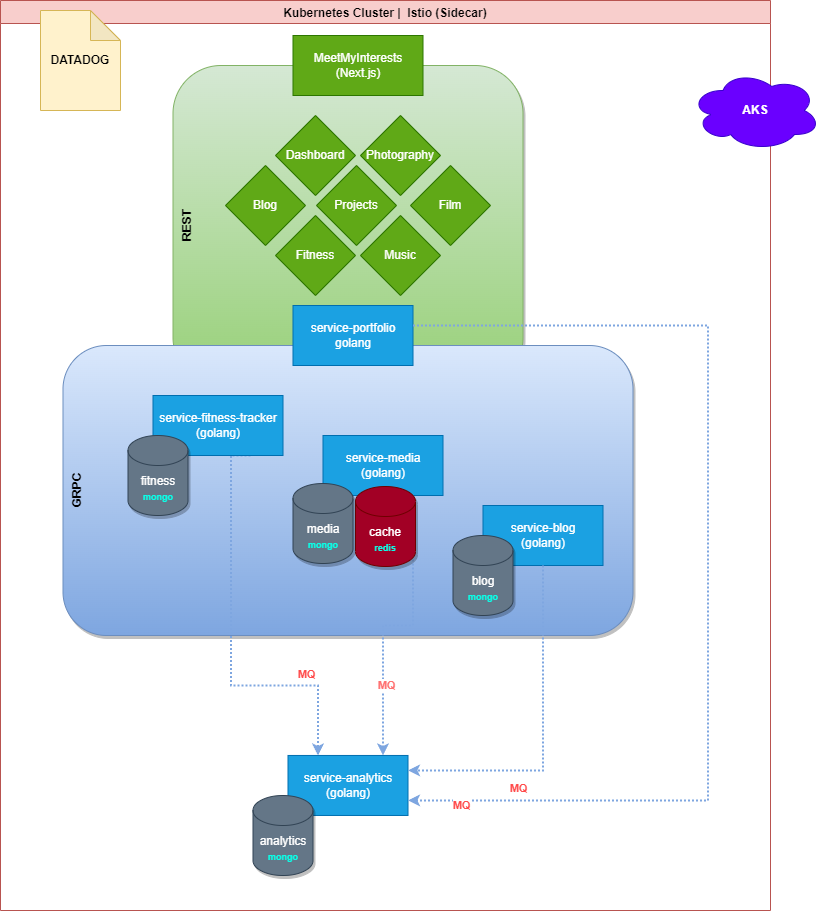 Kubernetes Cluster | Istio (Sidecar)
DATADOG
MeetMyInterests
(Next.js)
AKS
Dashboard
Photography
Blog
Projects
Film
REST
Fitness
Music
service-portfolio
golang
service-fitness-tracker
(golang)
fitness
mongo
service-media
(golang)
GRPC
media
mongo
cache
redis
service-blog
(golang)
blog
mongo
MQ
MQ
service-analytics
(golang)
MQ
MQ
analytics
mongo